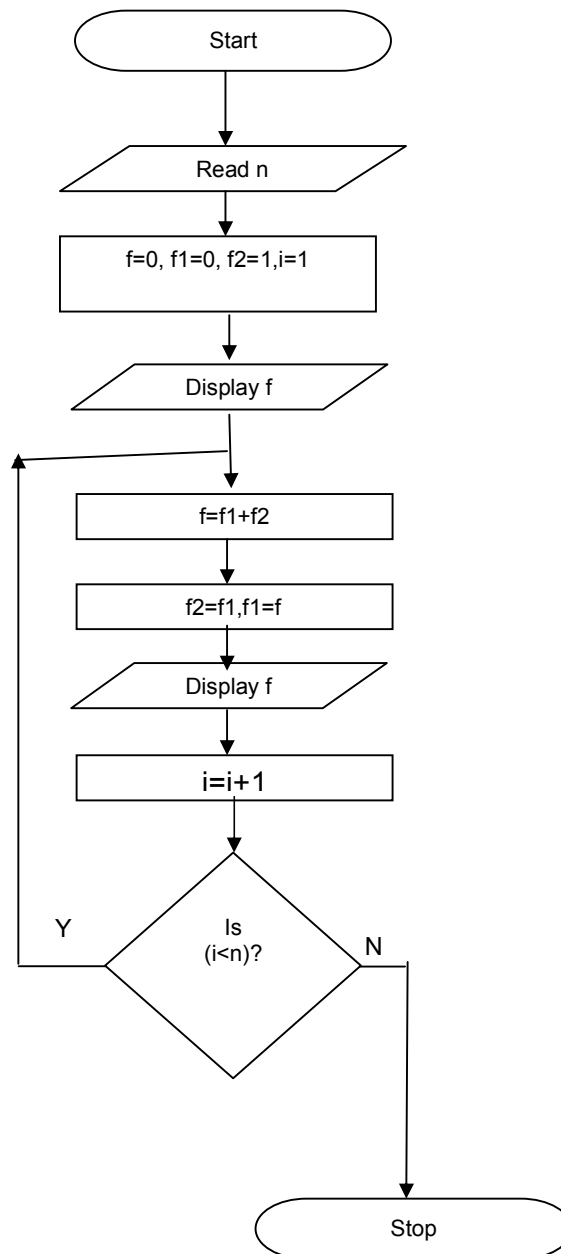 Start
Read n
f=0, f1=0, f2=1,i=1
Display f
f=f1+f2
f2=f1,f1=f
Display f
i=i+1
Is
(i<n)?
Y
N
Stop